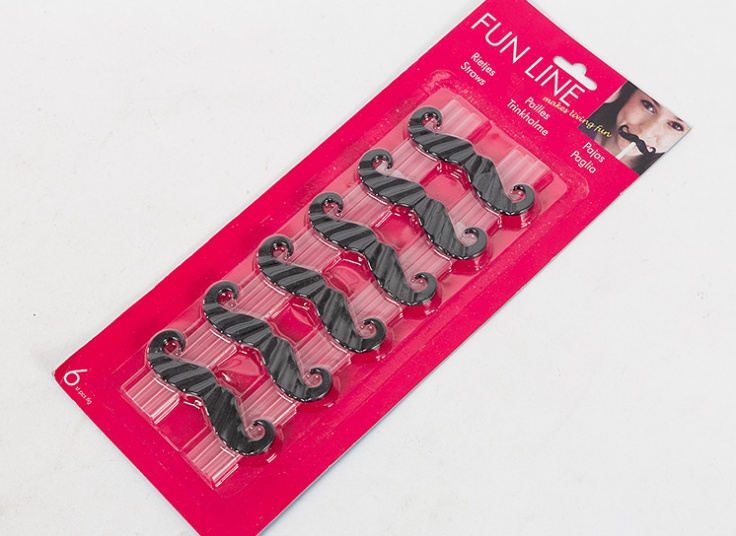 FUN LINE
makes living fun
Rietjes
Straws
Pailles
Trinkhalme
Pajas
Paglia
6